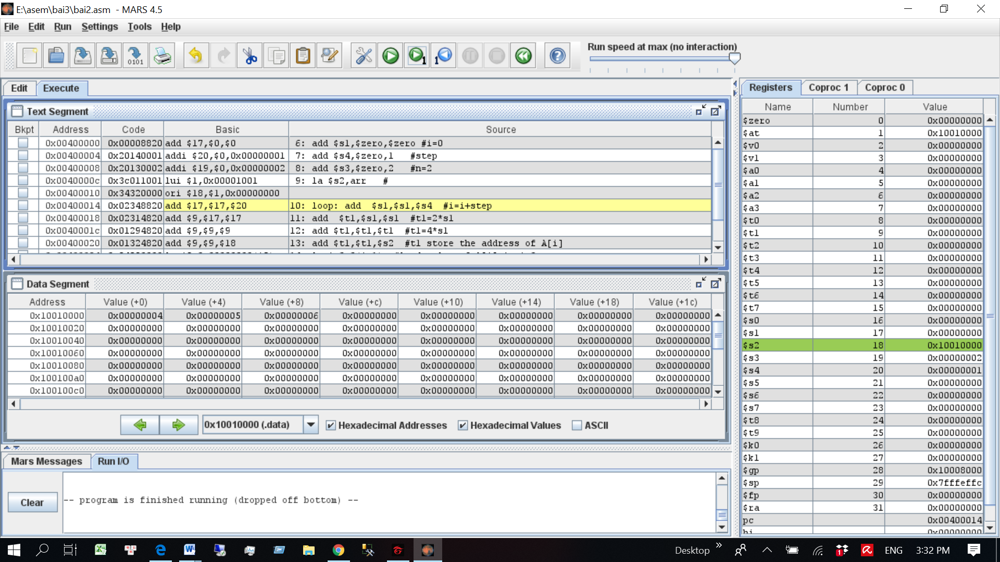 E:\asem\bai3\bai2.asm - MARS 4.5
File Edit Run Settings Tools Help
Run speed at max (no interaction)
0101
1
1
Edit Execute
Text Segment
Bkpt Address Code Basic Source
0x00400000 0x00008820 add $17,$0,$0 6: add $s1,$zero,$zero #i=0
0x00400004 0x20140001 addi $20,$0,0x00000001 7: add $s4,$zero,1 #step
0x00400008 0x20130002 addi $19,$0,0x00000002 8: add $s3,$zero,2 #n=2
0x0040000c 0x3c011001 lui $1,0x00001001 9: la $s2,arr #
0x00400010 0x34320000 ori $18,$1,0x00000000
0x00400014 0x02348820 add $17,$17,$20 10: loop: add $s1,$s1,$s4 #i=i+step
0x00400018 0x02314820 add $9,$17,$17 11: add $t1,$s1,$s1 #t1=2*s1
0x0040001c 0x01294820 add $9,$9,$9 12: add $t1,$t1,$t1 #t1=4*s1
0x00400020 0x01324820 add $9,$9,$18 13: add $t1,$t1,$s2 #t1 store the address of A[i]
Data Segment
Address Value (+0) Value (+4) Value (+8) Value (+c) Value (+10) Value (+14) Value (+18) Value (+1c)
0x10010000 0x00000004 0x00000005 0x00000006 0x00000000 0x00000000 0x00000000 0x00000000 0x00000000
0x10010020 0x00000000 0x00000000 0x00000000 0x00000000 0x00000000 0x00000000 0x00000000 0x00000000
0x10010040 0x00000000 0x00000000 0x00000000 0x00000000 0x00000000 0x00000000 0x00000000 0x00000000
0x10010060 0x00000000 0x00000000 0x00000000 0x00000000 0x00000000 0x00000000 0x00000000 0x00000000
0x10010080 0x00000000 0x00000000 0x00000000 0x00000000 0x00000000 0x00000000 0x00000000 0x00000000
0x100100a0 0x00000000 0x00000000 0x00000000 0x00000000 0x00000000 0x00000000 0x00000000 0x00000000
0x100100c0 0x00000000 0x00000000 0x00000000 0x00000000 0x00000000 0x00000000 0x00000000 0x00000000
0x10010000 (.data) Hexadecimal Addresses Hexadecimal Values ASCII
Mars Messages Run I/O
Clear
-- program is finished running (dropped off bottom) --
Registers Coproc 1 Coproc 0
Name Number Value
$zero 0 0x00000000
$at 1 0x10010000
$v0 2 0x00000000
$v1 3 0x00000000
$a0 4 0x00000000
$a1 5 0x00000000
$a2 6 0x00000000
$a3 7 0x00000000
$t0 8 0x00000000
$t1 9 0x00000000
$t2 10 0x00000000
$t3 11 0x00000000
$t4 12 0x00000000
$t5 13 0x00000000
$t6 14 0x00000000
$t7 15 0x00000000
$s0 16 0x00000000
$s1 17 0x00000000
$s2 18 0x10010000
$s3 19 0x00000002
$s4 20 0x00000001
$s5 21 0x00000000
$s6 22 0x00000000
$s7 23 0x00000000
$t8 24 0x00000000
$t9 25 0x00000000
$k0 26 0x00000000
$k1 27 0x00000000
$gp 28 0x10008000
$sp 29 0x7fffeffc
$fp 30 0x00000000
$ra 31 0x00000000
pc 0x00400014
hi 0x00000000
Desktop ENG 3:32 PM